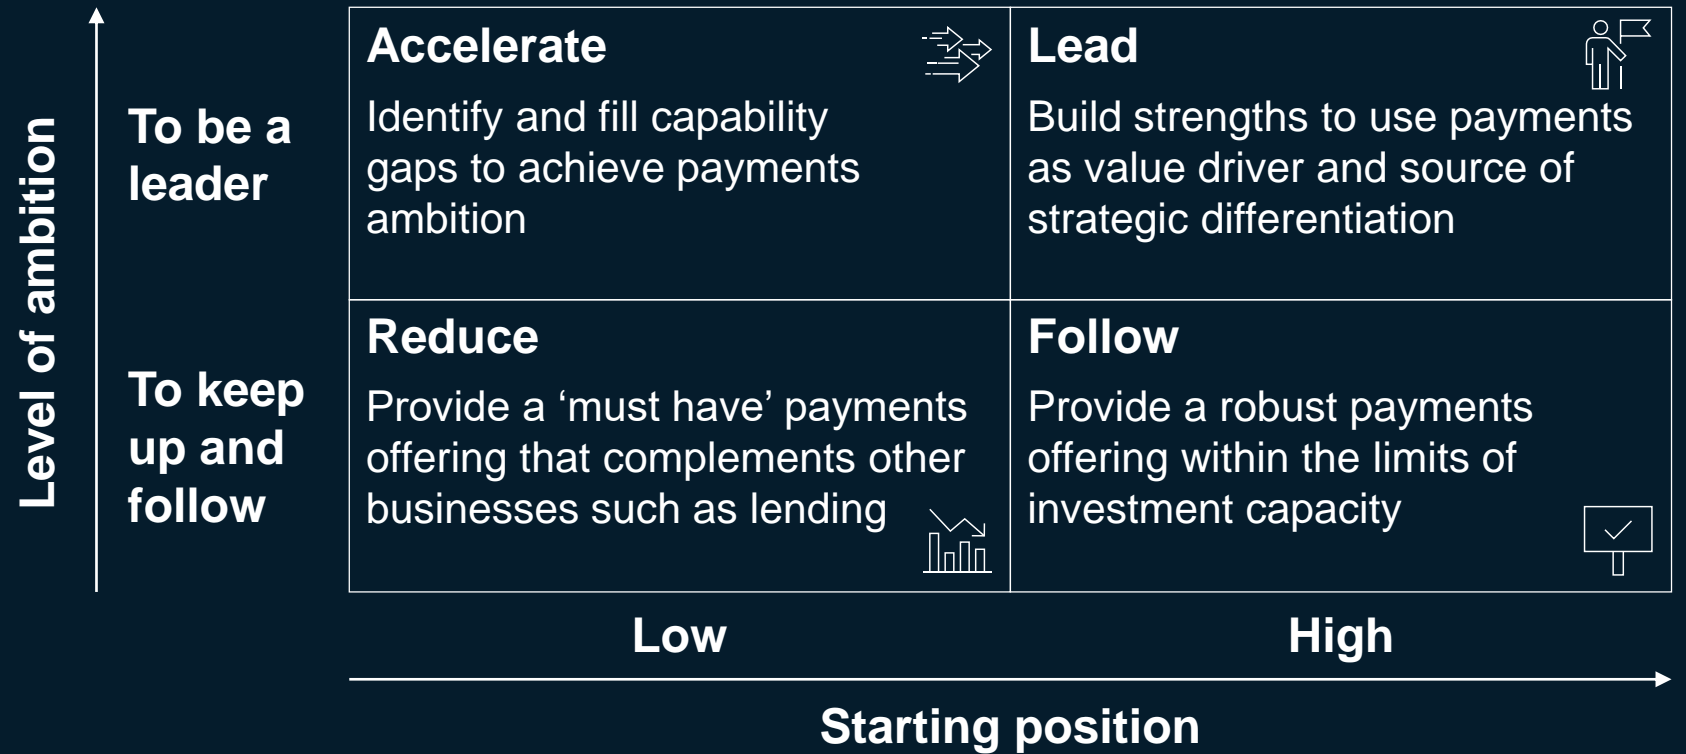 Level of ambition
To be a
leader
Accelerate
Identify and fill capability
gaps to achieve payments
ambition
Lead
Build strengths to use payments
as value driver and source of
strategic differentiation
To keep
up and
follow
Reduce
Provide a ‘must have’ payments
offering that complements other
businesses such as lending
Follow
Provide a robust payments
offering within the limits of
investment capacity
Low
High
Starting position